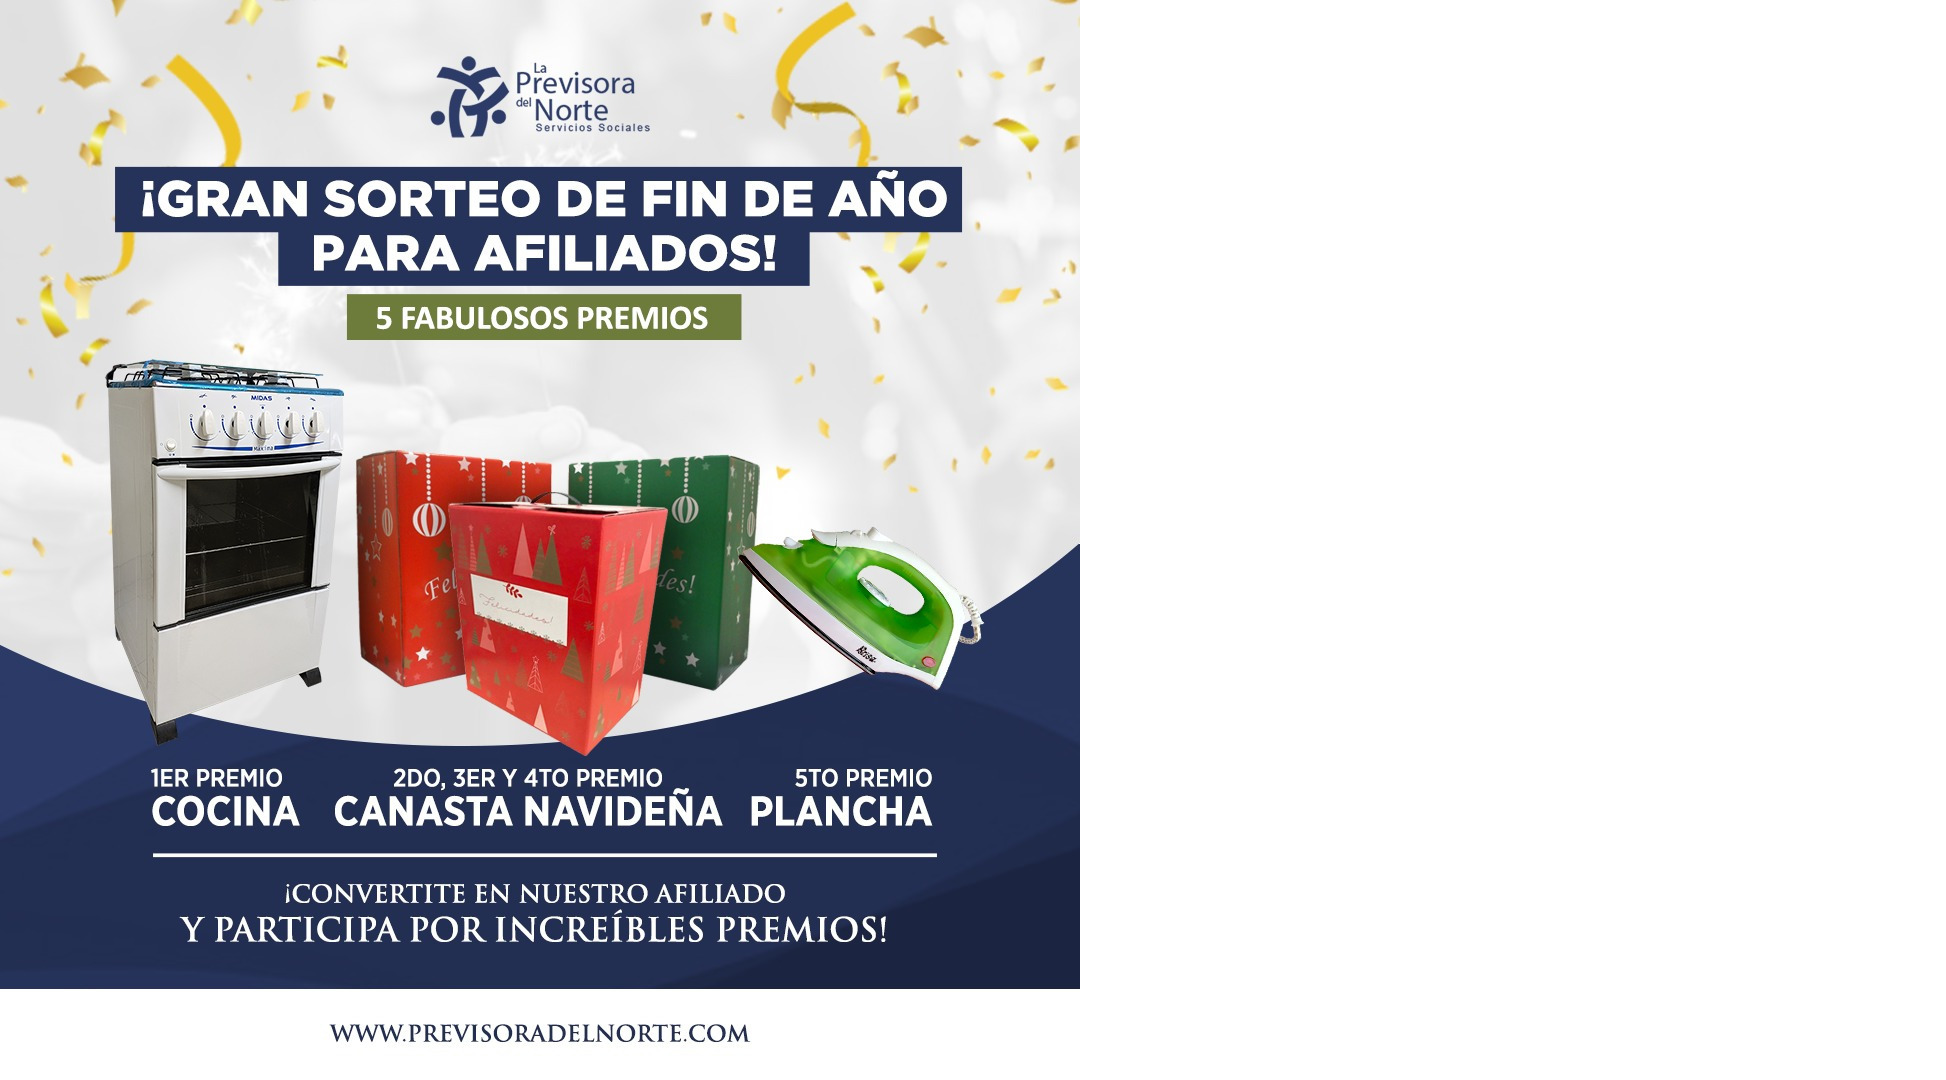 La
Previsora
del Norte
Servicios Sociales
¡GRAN SORTEO DE FIN DE AÑO
PARA AFILIADOS!
5 FABULOSOS PREMIOS
MIDAS
Felicidades!
1ER PREMIO
COCINA
2DO, 3ER Y 4TO PREMIO
CANASTA NAVIDEÑA
5TO PREMIO
PLANCHA
¡CONVERTITE EN NUESTRO AFILIADO
Y PARTICIPA POR INCREÍBLES PREMIOS!
WWW.PREVISORADELNORTE.COM